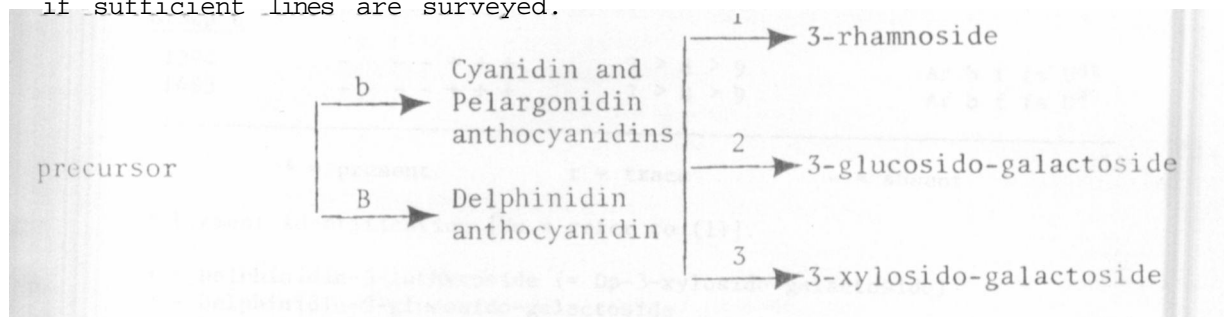 if sufficient lines are surveyed.
1
3-rhamnoside
b
Cyanidin and
Pelargonidin
anthocyanidins
2
3-glucosido-galactoside
precursor
B
Delphinidin
anthocyanidin
3
3-xylosido-galactoside